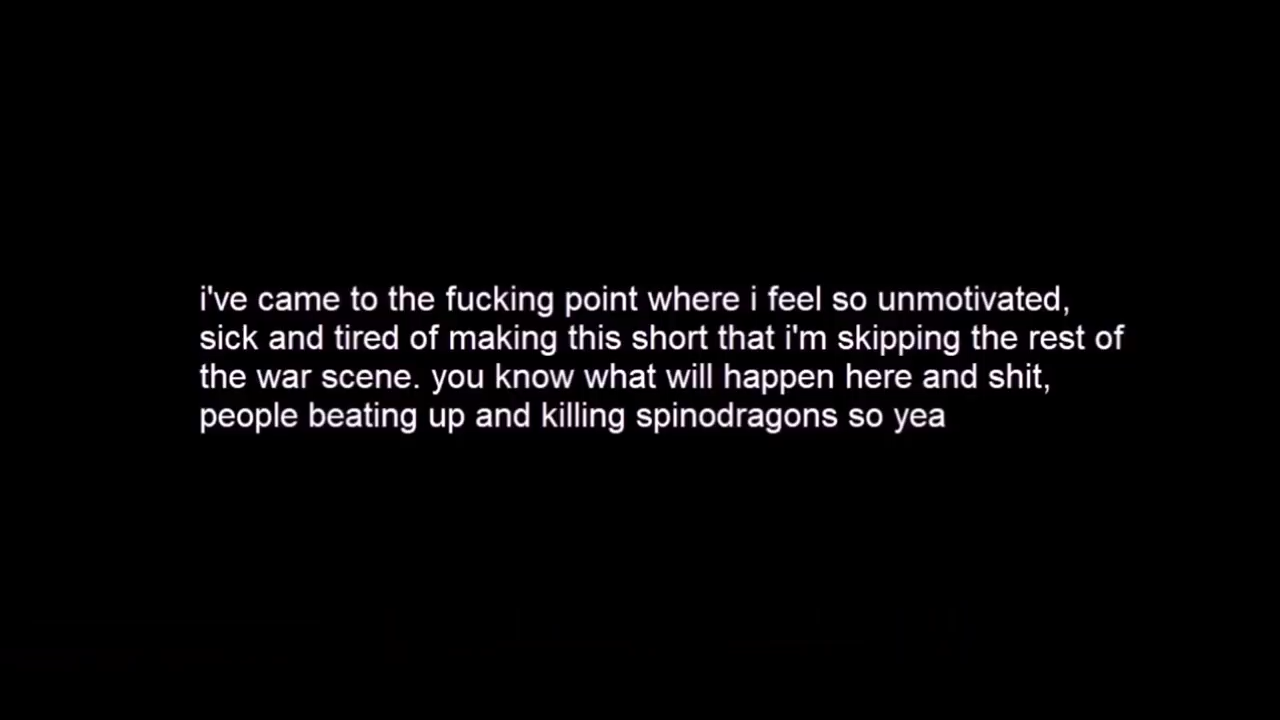 i've came to the fucking point where i feel so unmotivated,
sick and tired of making this short that i'm skipping the rest of
the war scene. you know what will happen here and shit,
people beating up and killing spinodragons so yea